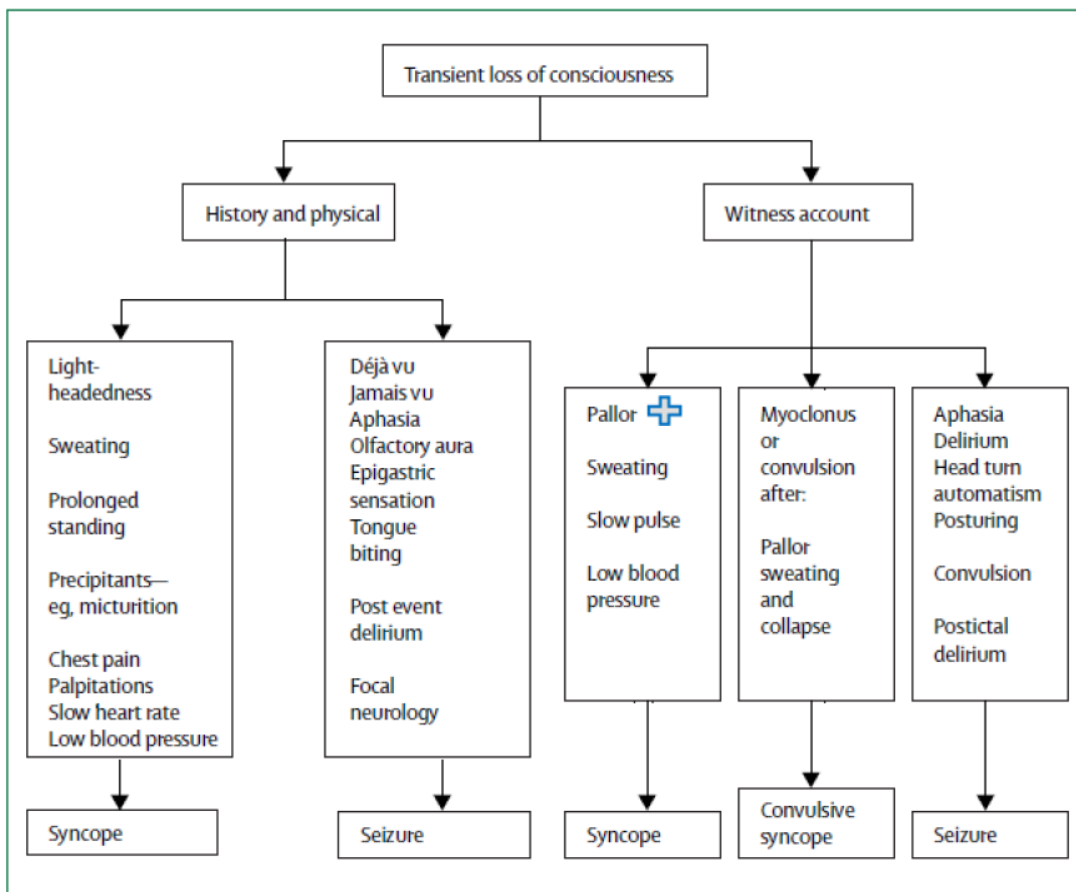 Transient loss of consciousness
History and physical
Witness account
Light-
headedness
Sweating
Prolonged
standing
Precipitants—
eg, micturition
Chest pain
Palpitations
Slow heart rate
Low blood pressure
Déjà vu
Jamais vu
Aphasia
Olfactory aura
Epigastric
sensation
Tongue
biting
Post event
delirium
Focal
neurology
Pallor
Sweating
Slow pulse
Low blood
pressure
Myoclonus
or
convulsion
after:
Pallor
sweating
and
collapse
Aphasia
Delirium
Head turn
automatism
Posturing
Convulsion
Postictal
delirium
Syncope
Seizure
Syncope
Convulsive
syncope
Seizure